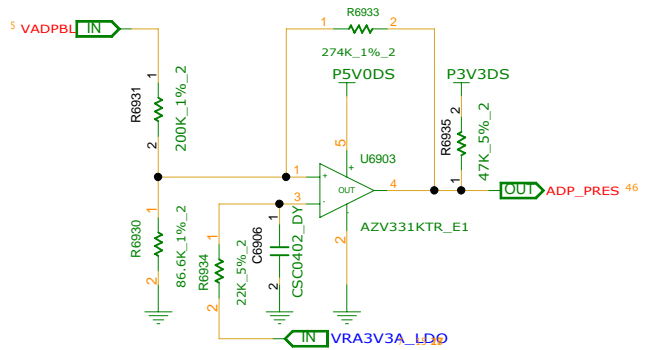 R6933
5 VADPBL IN
1 2
274K_1%_2
P5V0DS P3V3DS
1
R6931
200K_1%_2
2
2
R6935
47K_5%_2
1
5
U6903
1 +
OUT 4
OUT ADP_PRES 46
3 -
AZV331KTR_E1
2
1
R6930
86.6K_1%_2
2
1
R6934
22K_5%_2
2
1
C6906
CSC0402_DY
2
IN VRA3V3A_LDO